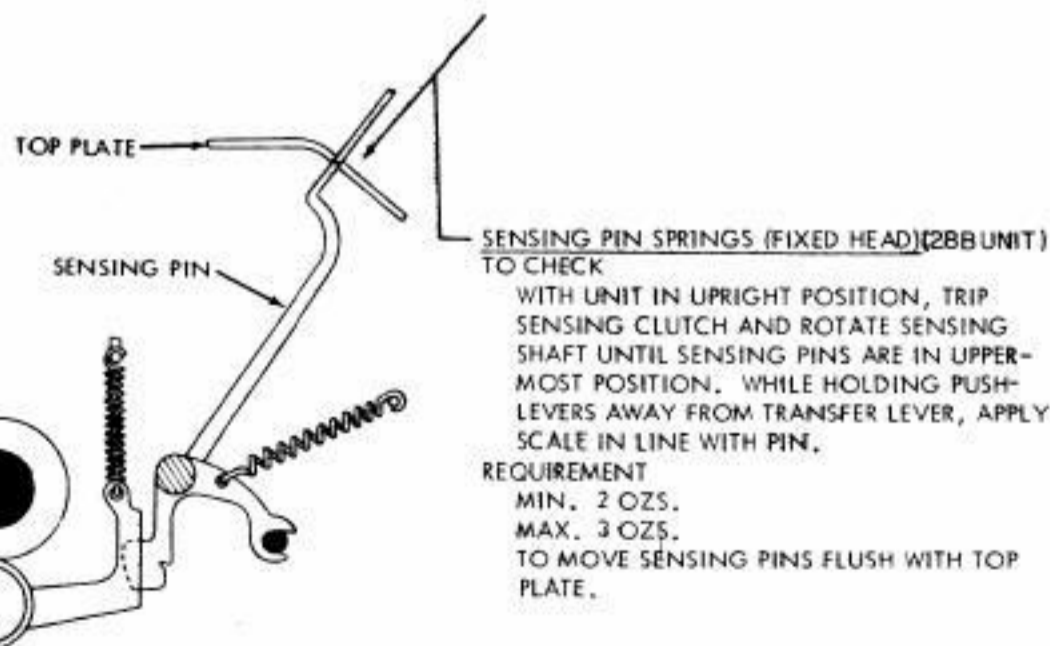 TOP PLATE
SENSING PIN
SENSING PIN SPRINGS (FIXED HEAD)(28B UNIT)
TO CHECK
WITH UNIT IN UPRIGHT POSITION, TRIP
SENSING CLUTCH AND ROTATE SENSING
SHAFT UNTIL SENSING PINS ARE IN UPPER-
MOST POSITION. WHILE HOLDING PUSH-
LEVERS AWAY FROM TRANSFER LEVER, APPLY
SCALE IN LINE WITH PIN.
REQUIREMENT
MIN. 2 OZS.
MAX. 3 OZS.
TO MOVE SENSING PINS FLUSH WITH TOP
PLATE.